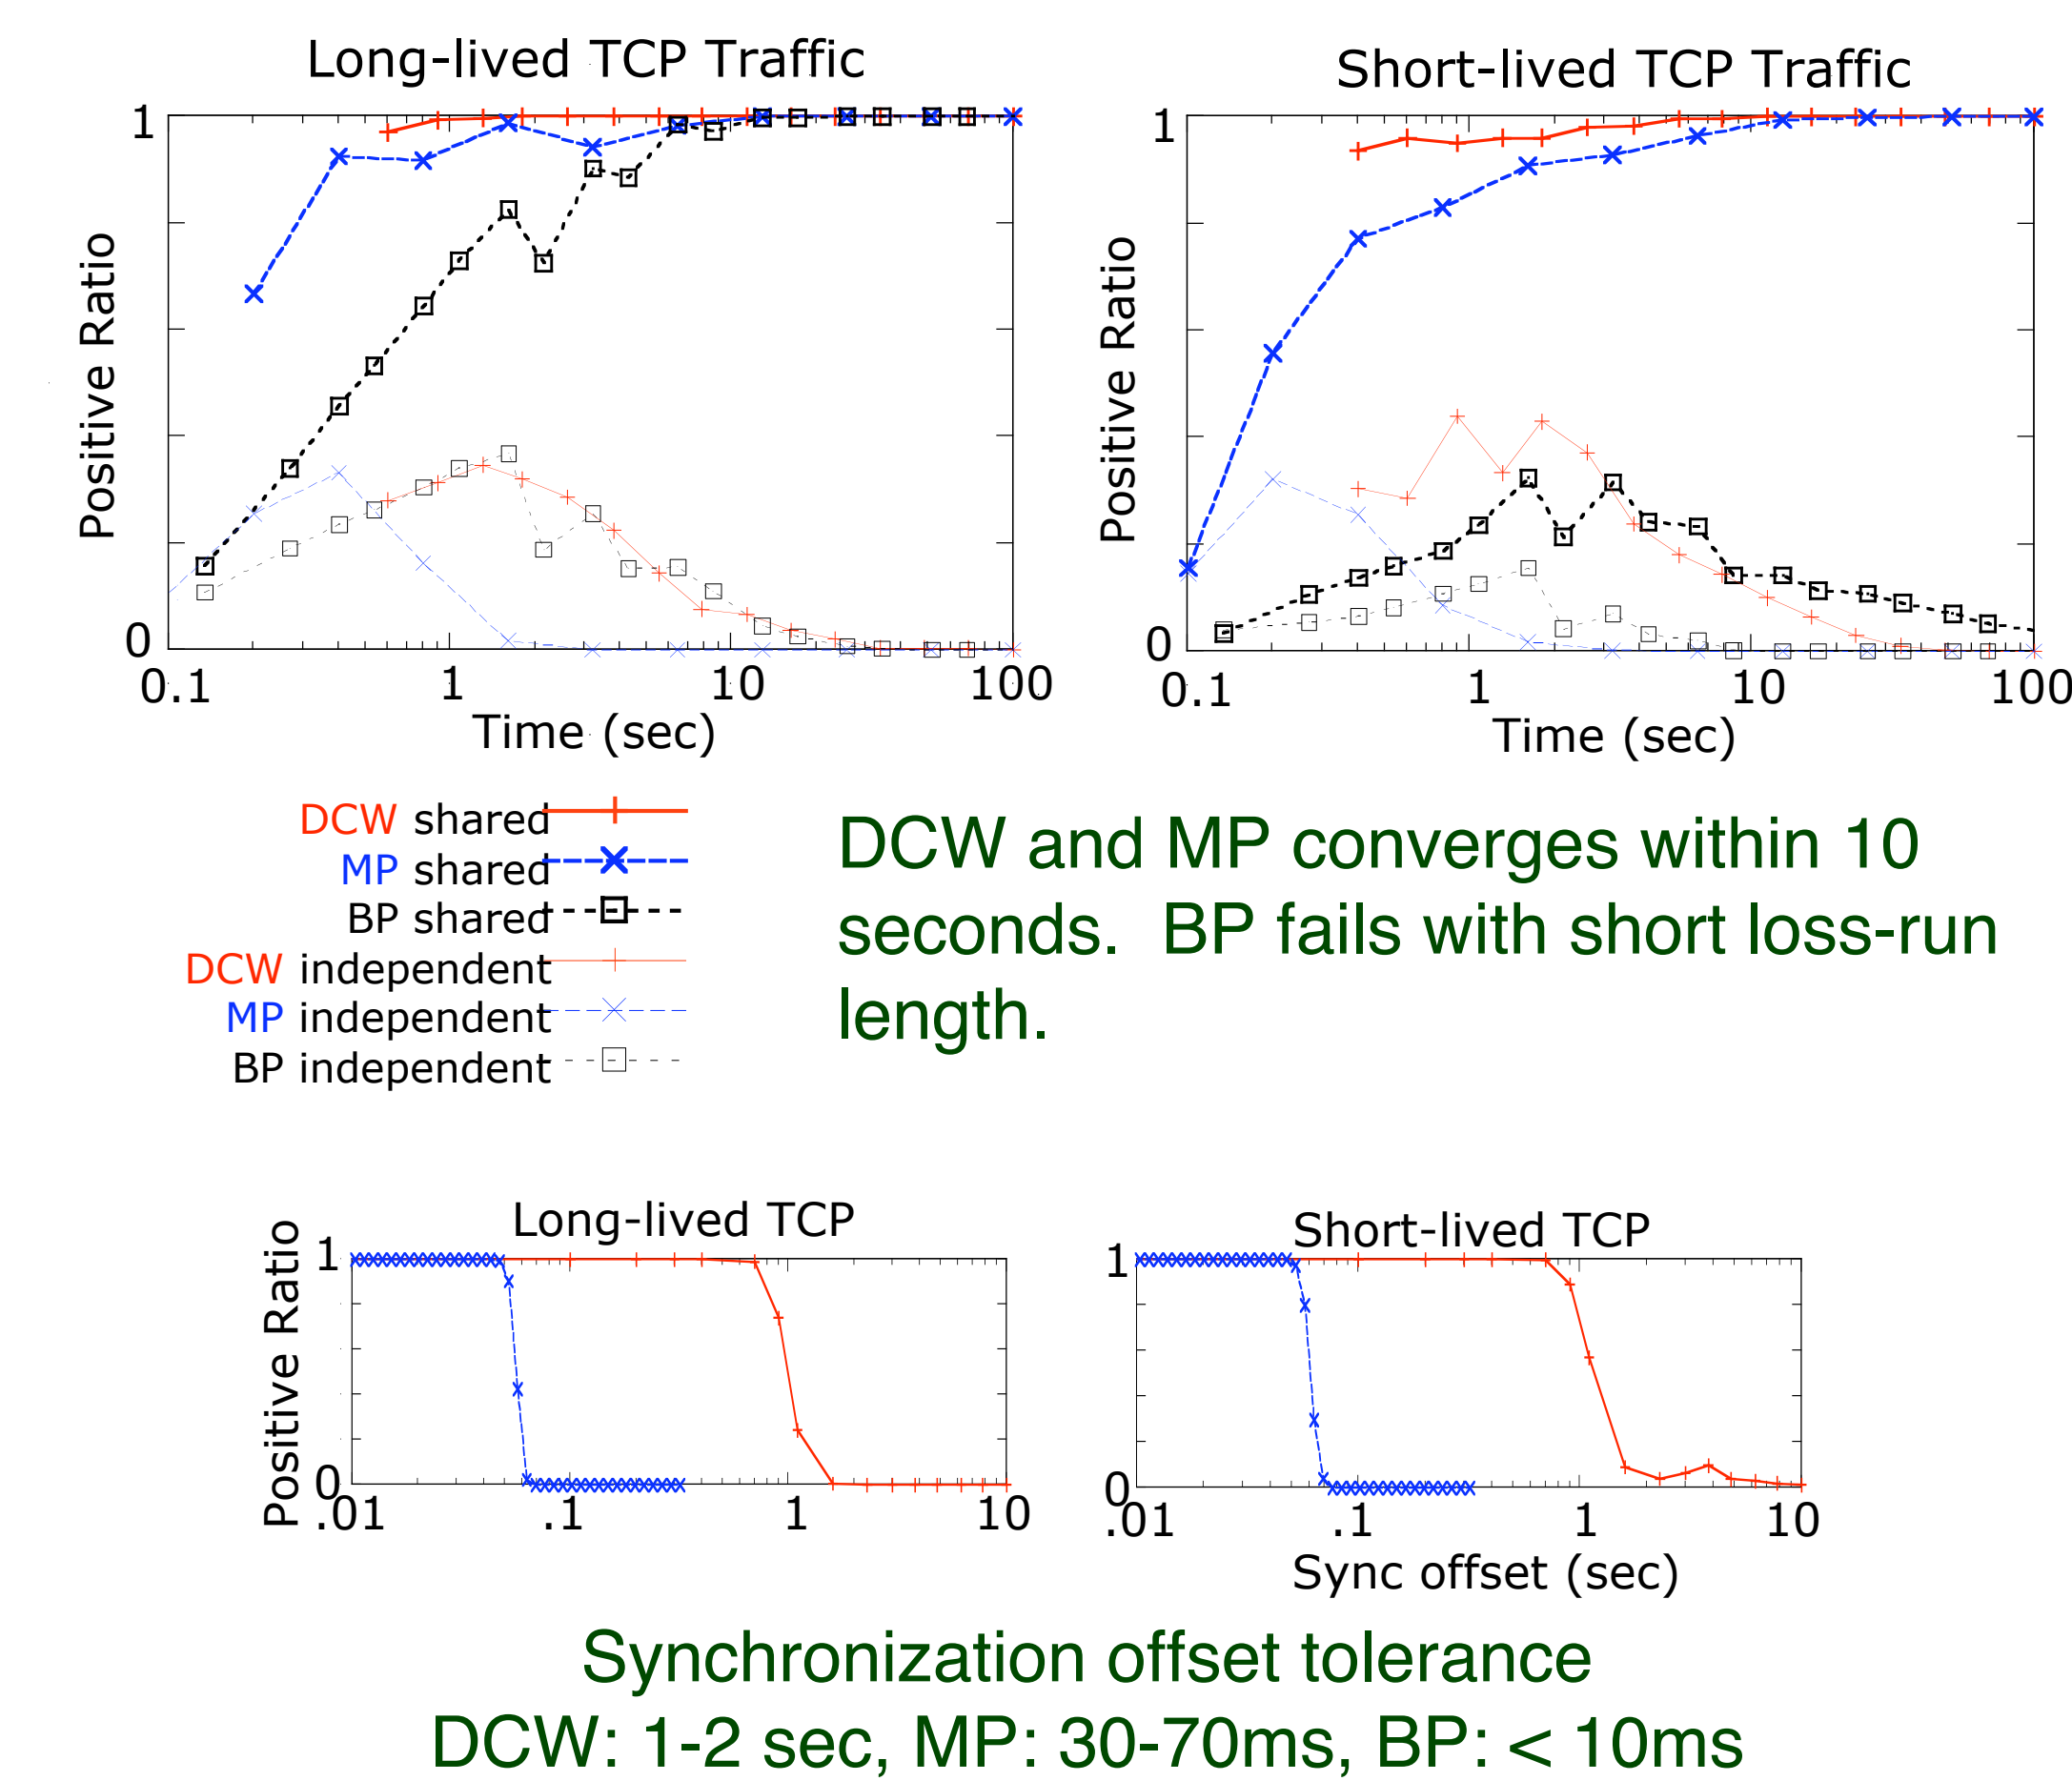 Long-lived TCP Traffic
1
0
Positive Ratio
0.1 1 10 100
Time (sec)
Short-lived TCP Traffic
1
0
Positive Ratio
0.1 1 10 100
Time (sec)
DCW shared
MP shared
BP shared
DCW independent
MP independent
BP independent
DCW and MP converges within 10
seconds. BP fails with short loss-run
length.
Long-lived TCP
1
0
Positive Ratio
.01 .1 1 10
Short-lived TCP
1
0
.01 .1 1 10
Sync offset (sec)
Synchronization offset tolerance
DCW: 1-2 sec, MP: 30-70ms, BP: < 10ms